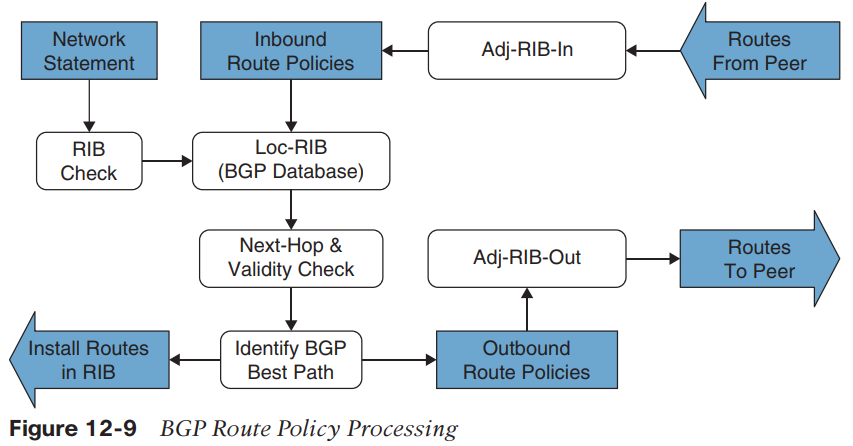 Network
Statement
Inbound
Route Policies
Adj-RIB-In
Routes
From Peer
RIB
Check
Loc-RIB
(BGP Database)
Next-Hop &
Validity Check
Adj-RIB-Out
Routes
To Peer
Install Routes
in RIB
Identify BGP
Best Path
Outbound
Route Policies
Figure 12-9 BGP Route Policy Processing